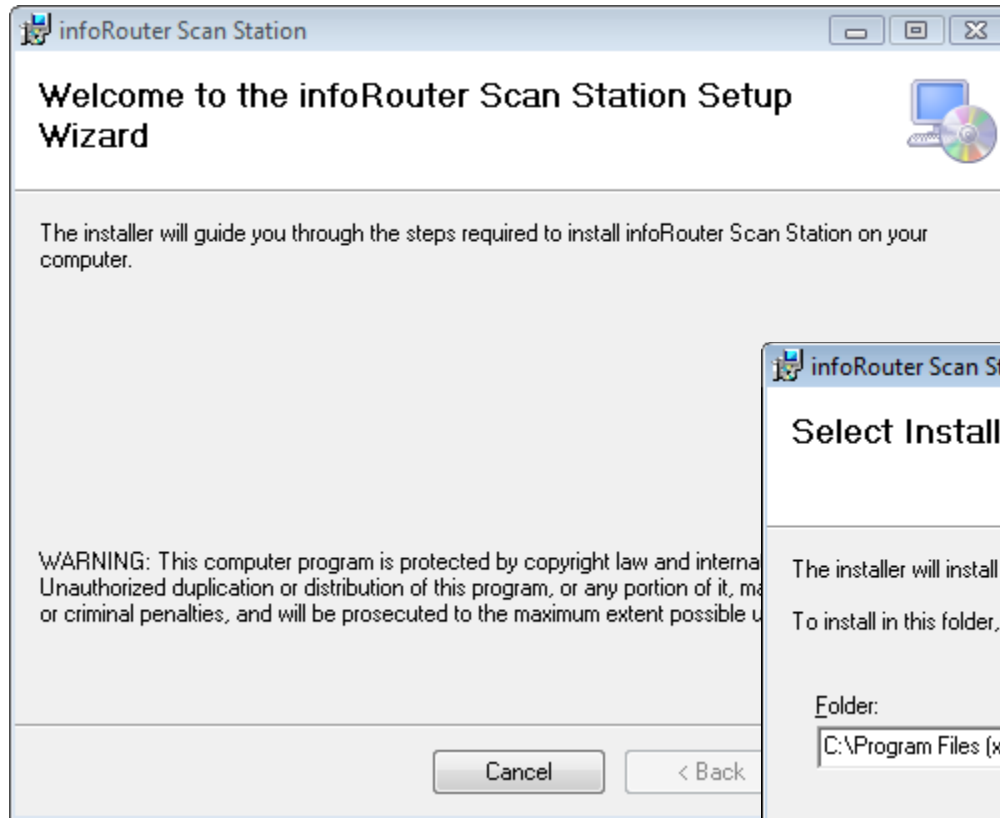 infoRouter Scan Station
Welcome to the infoRouter Scan Station Setup
Wizard
The installer will guide you through the steps required to install infoRouter Scan Station on your
computer.
WARNING: This computer program is protected by copyright law and
Unauthorized duplication or distribution of this program, or any portion of it,
or criminal penalties, and will be prosecuted to the maximum extent possible
Cancel
< Back
infoRouter Scan
Select Install
The installer will install
To install in this folder,
Folder:
C:\Program Files